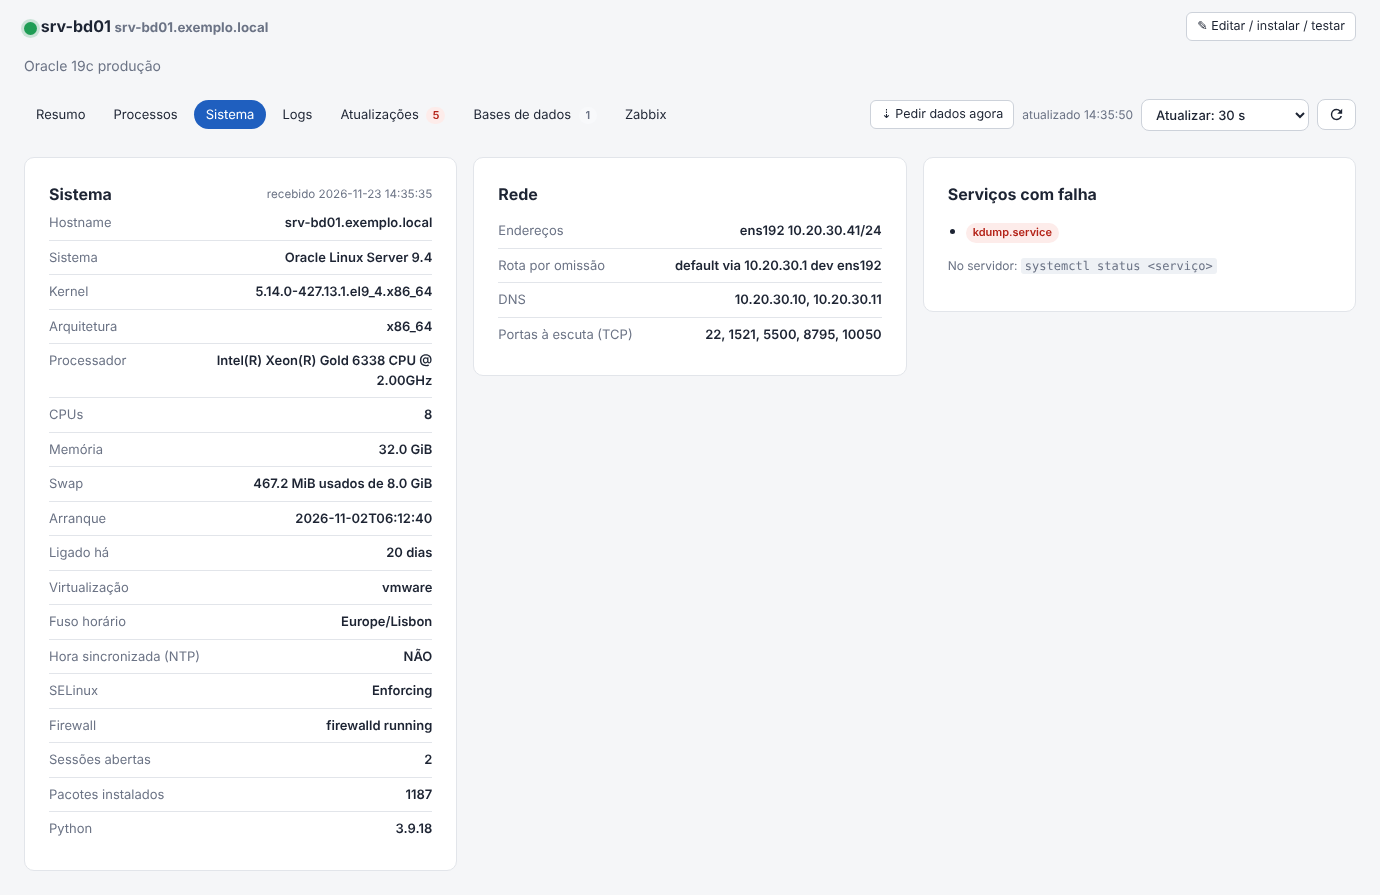 srv-bd01 srv-bd01.exemplo.local
✎ Editar / instalar / testar
Oracle 19c produção
Resumo Processos Sistema Logs Atualizações 5 Bases de dados 1 Zabbix
↓ Pedir dados agora atualizado 14:35:50 Atualizar: 30 s
Sistema recebido 2026-11-23 14:35:35
Hostname srv-bd01.exemplo.local
Sistema Oracle Linux Server 9.4
Kernel 5.14.0-427.13.1.el9_4.x86_64
Arquitetura x86_64
Processador Intel(R) Xeon(R) Gold 6338 CPU @
2.00GHz
CPUs 8
Memória 32.0 GiB
Swap 467.2 MiB usados de 8.0 GiB
Arranque 2026-11-02T06:12:40
Ligado há 20 dias
Virtualização vmware
Fuso horário Europe/Lisbon
Hora sincronizada (NTP) NÃO
SELinux Enforcing
Firewall firewalld running
Sessões abertas 2
Pacotes instalados 1187
Python 3.9.18
Rede
Endereços ens192 10.20.30.41/24
Rota por omissão default via 10.20.30.1 dev ens192
DNS 10.20.30.10, 10.20.30.11
Portas à escuta (TCP) 22, 1521, 5500, 8795, 10050
Serviços com falha
• kdump.service
No servidor: systemctl status <serviço>